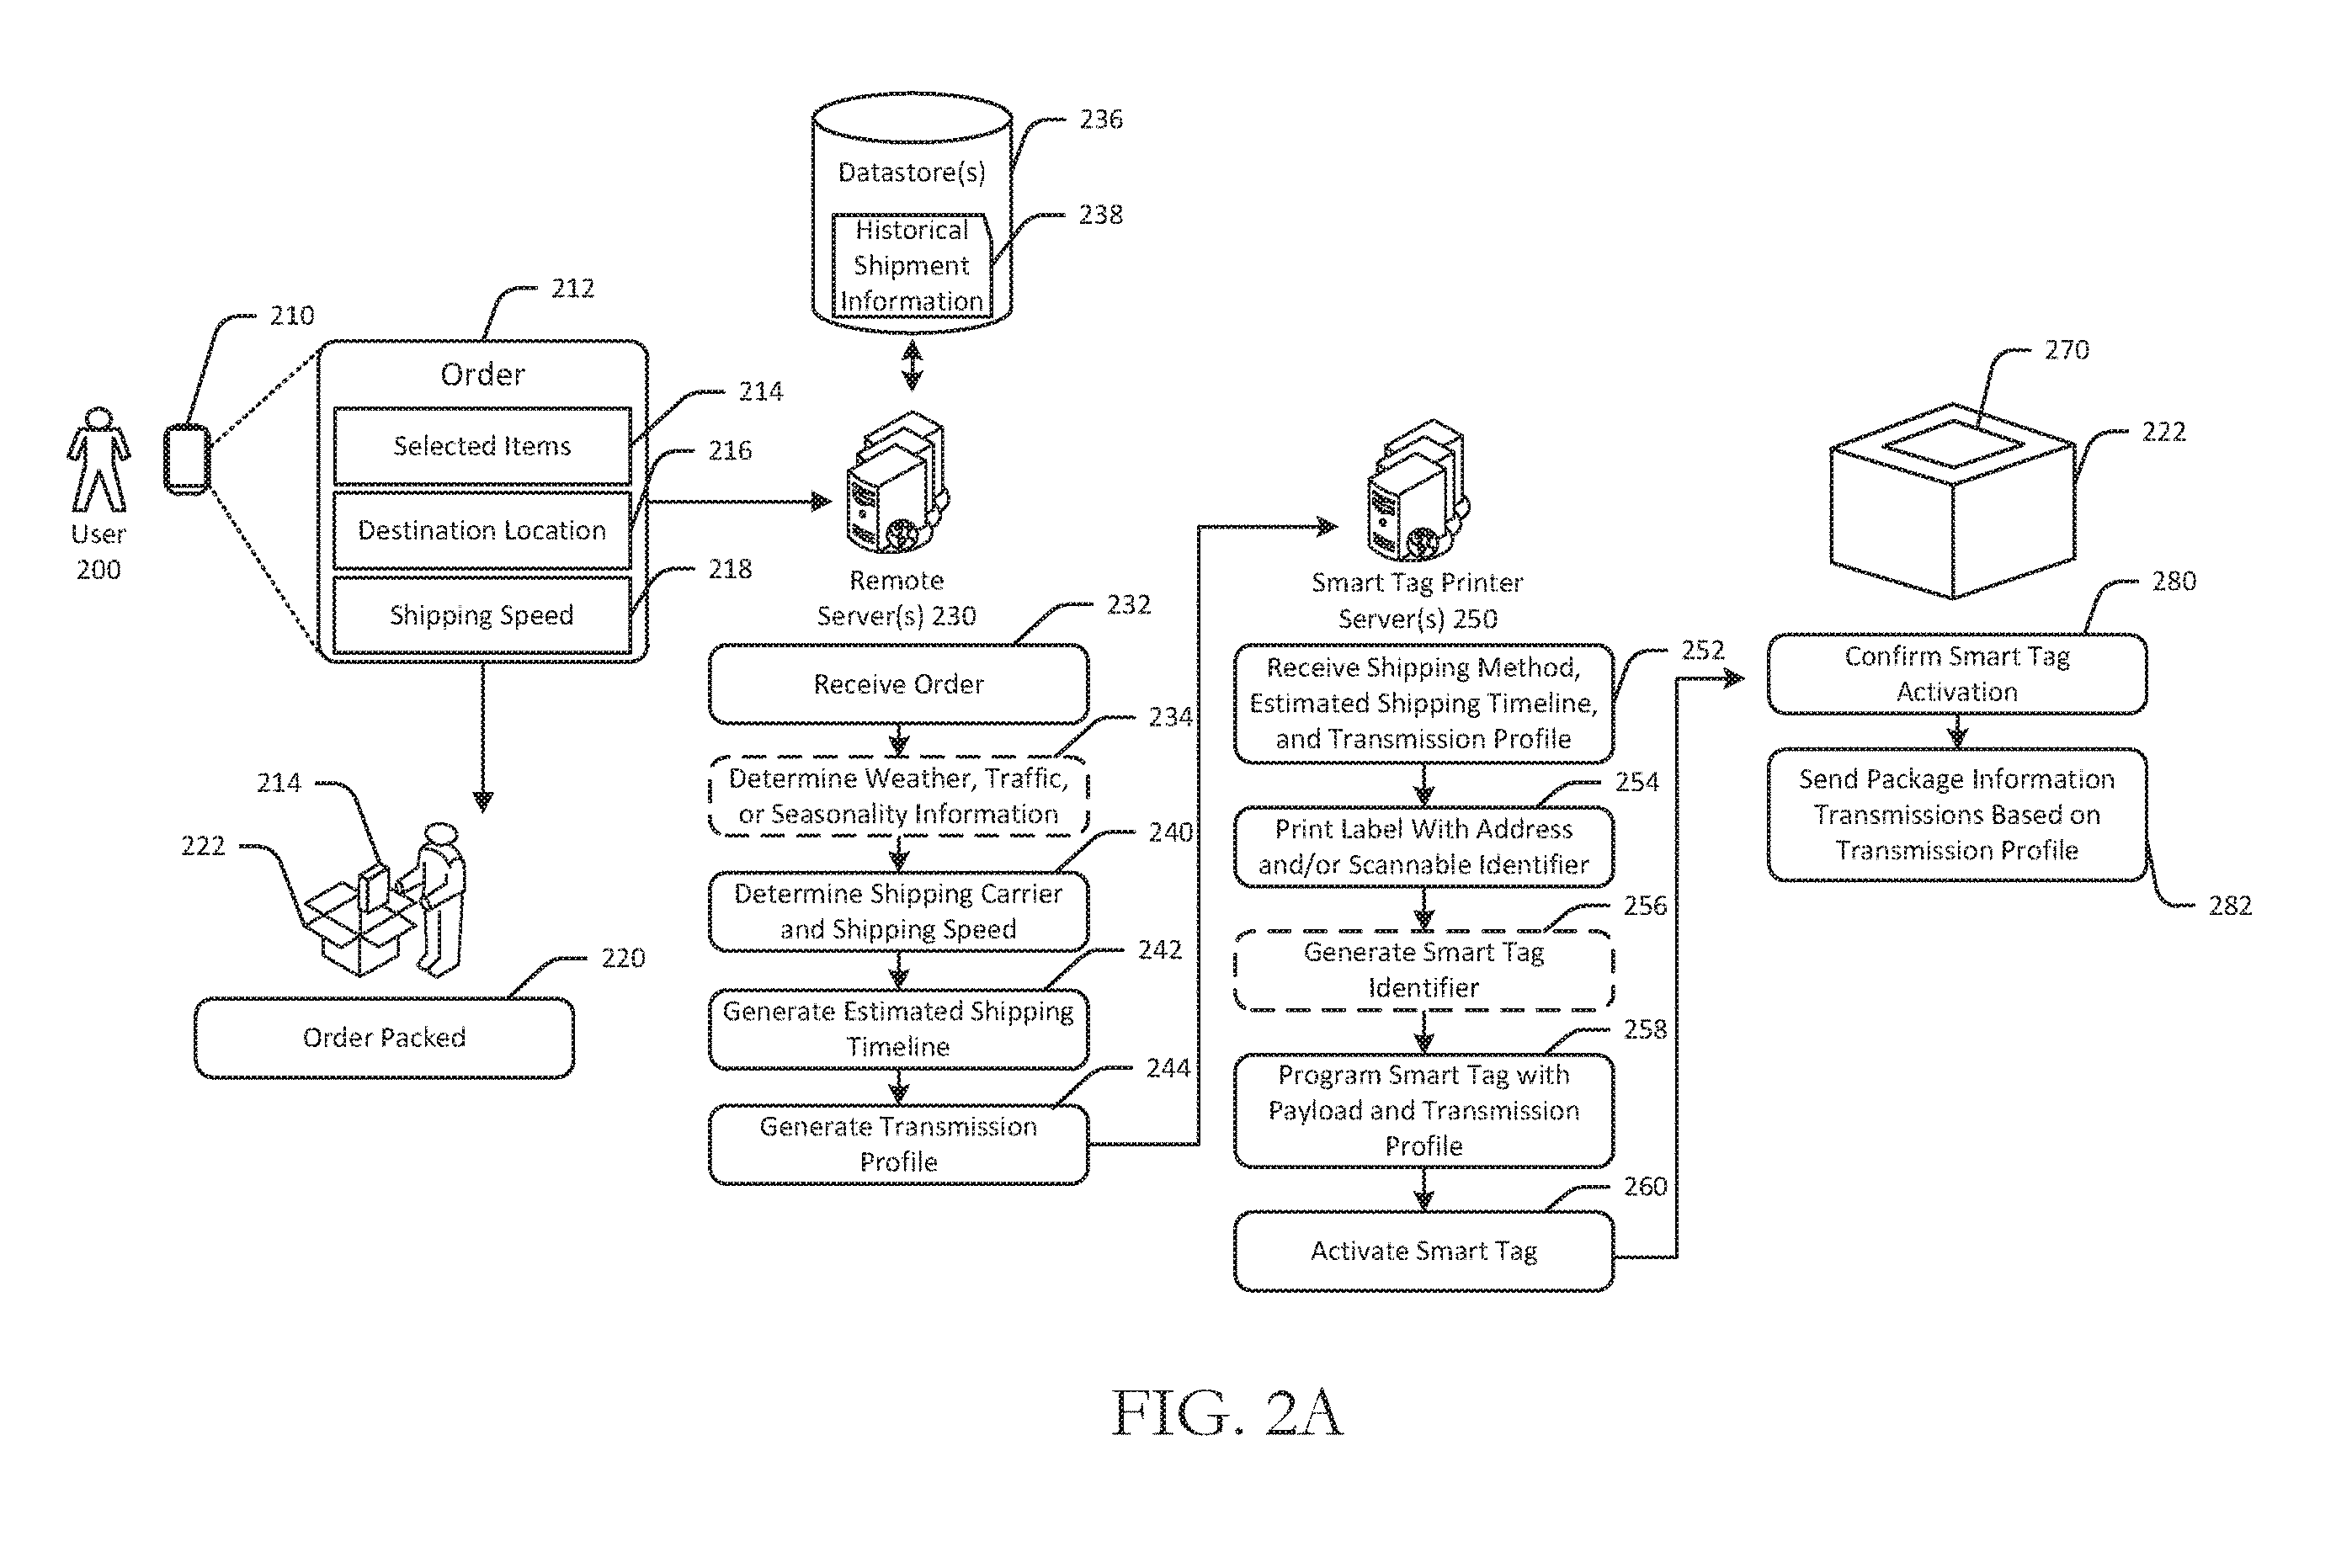 236
Datastore(s)
238
Historical
Shipment
Information
212
210
Order
214
Selected Items
216
Destination Location
218
Shipping Speed
User
200
Remote
Server(s) 230
232
Receive Order
234
Determine Weather, Traffic,
or Seasonality Information
240
Determine Shipping Carrier
and Shipping Speed
242
Generate Estimated Shipping
Timeline
244
Generate Transmission
Profile
214
222
220
Order Packed
Smart Tag Printer
Server(s) 250
252
Receive Shipping Method,
Estimated Shipping Timeline,
and Transmission Profile
254
Print Label With Address
and/or Scannable Identifier
256
Generate Smart Tag
Identifier
258
Program Smart Tag with
Payload and Transmission
Profile
260
Activate Smart Tag
270
222
280
Confirm Smart Tag
Activation
Send Package Information
Transmissions Based on
Transmission Profile
282
FIG. 2A